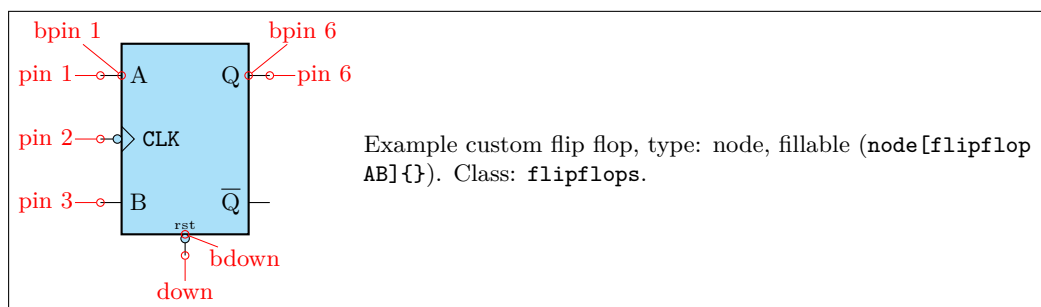 bpin 1
bpin 6
pin 1
A
Q
pin 6
pin 2
CLK
Example custom flip flop, type: node, fillable (node[flipflop
AB]{}). Class: flipflops.
pin 3
B
Q̅
rst
bdown
down